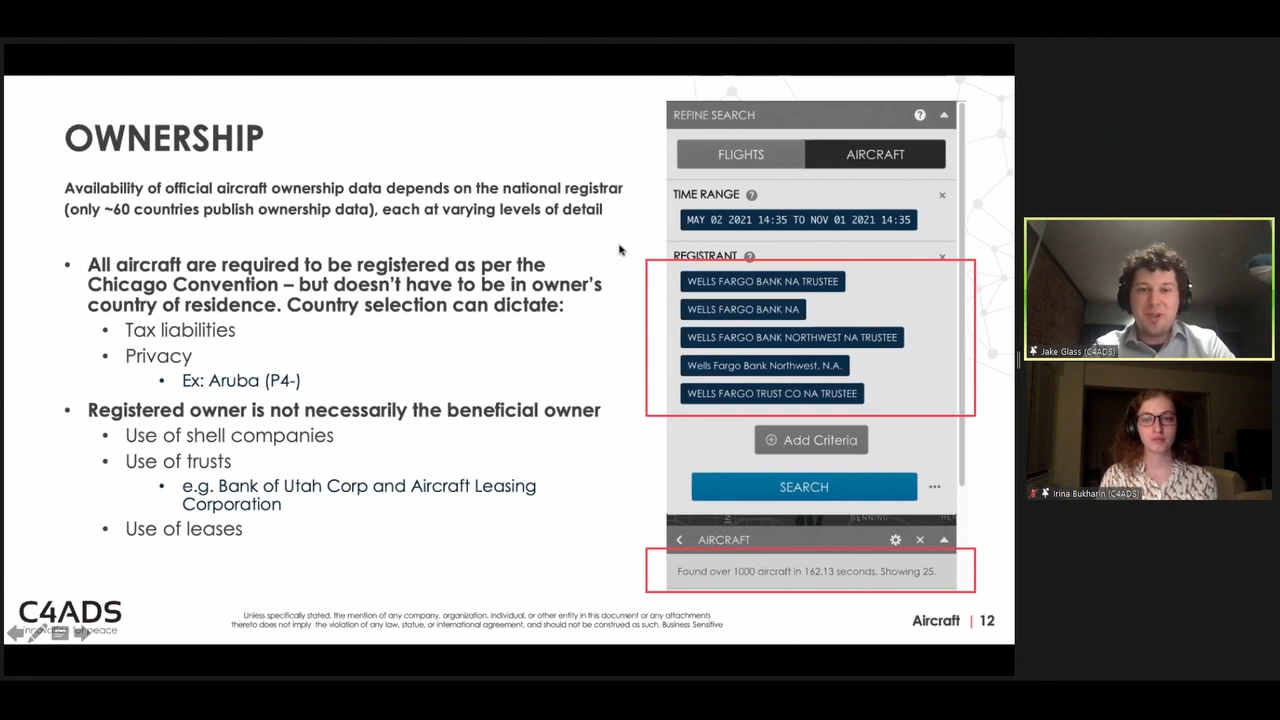 OWNERSHIP
Availability of official aircraft ownership data depends on the national registrar
(only ~60 countries publish ownership data), each at varying levels of detail
• All aircraft are required to be registered as per the
Chicago Convention – but doesn't have to be in owner's
country of residence. Country selection can dictate:
• Tax liabilities
• Privacy
• Ex: Aruba (P4-)
• Registered owner is not necessarily the beneficial owner
• Use of shell companies
• Use of trusts
• e.g. Bank of Utah Corp and Aircraft Leasing
Corporation
• Use of leases
REFINE SEARCH
FLIGHTS AIRCRAFT
TIME RANGE
MAY 02 2021 14:35 TO NOV 01 2021 14:35
REGISTRANT
WELLS FARGO BANK NA TRUSTEE
WELLS FARGO BANK NA
WELLS FARGO BANK NORTHWEST NA TRUSTEE
Wells Fargo Bank Northwest, N.A.
WELLS FARGO TRUST CO NA TRUSTEE
Add Criteria
SEARCH
BENNING
AIRCRAFT
Found over 1000 aircraft in 162.13 seconds. Showing 25.
C4ADS
Unless specifically stated, the mention of any company, organization, individual, or other entity in this document or any attachments
thereto does not imply the violation of any law, statue, or international agreement, and should not be construed as such. Business Sensitive
Aircraft | 12
Jake Glass (C4ADS)
Irina Bukharin (C4ADS)